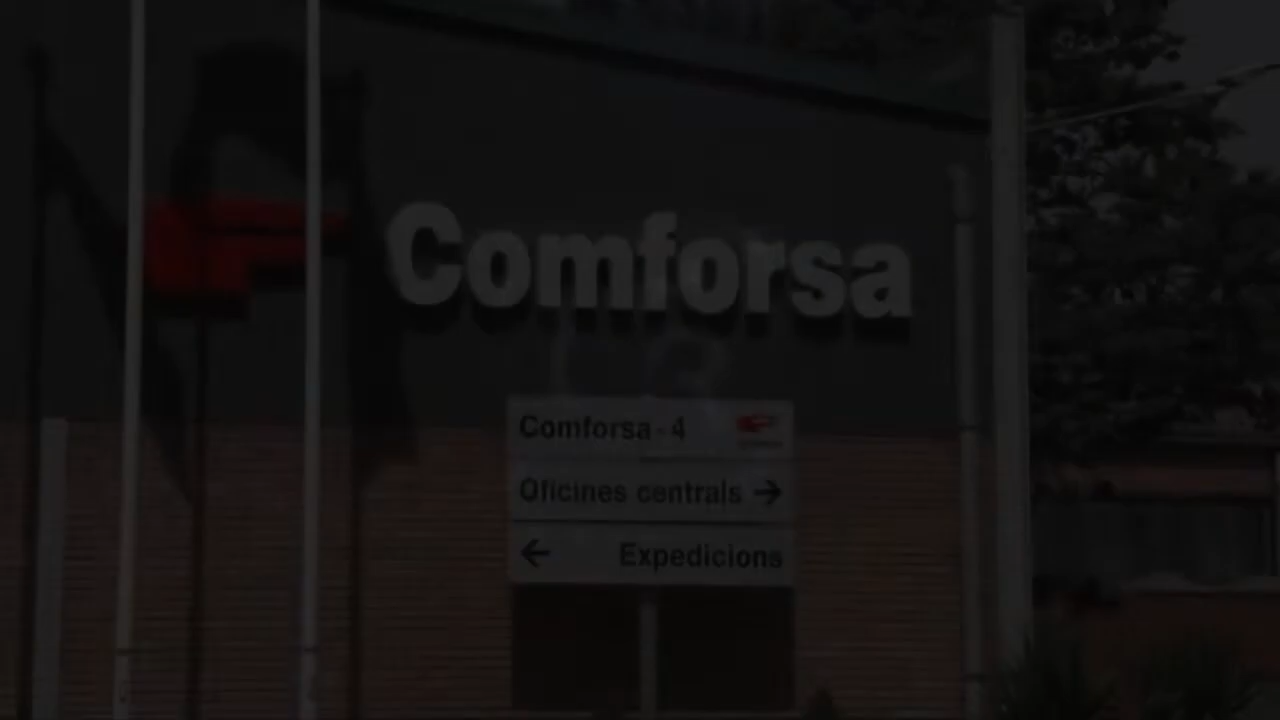 Comforsa
Comforsa - 4
Oficines centrals →
← Expedicions